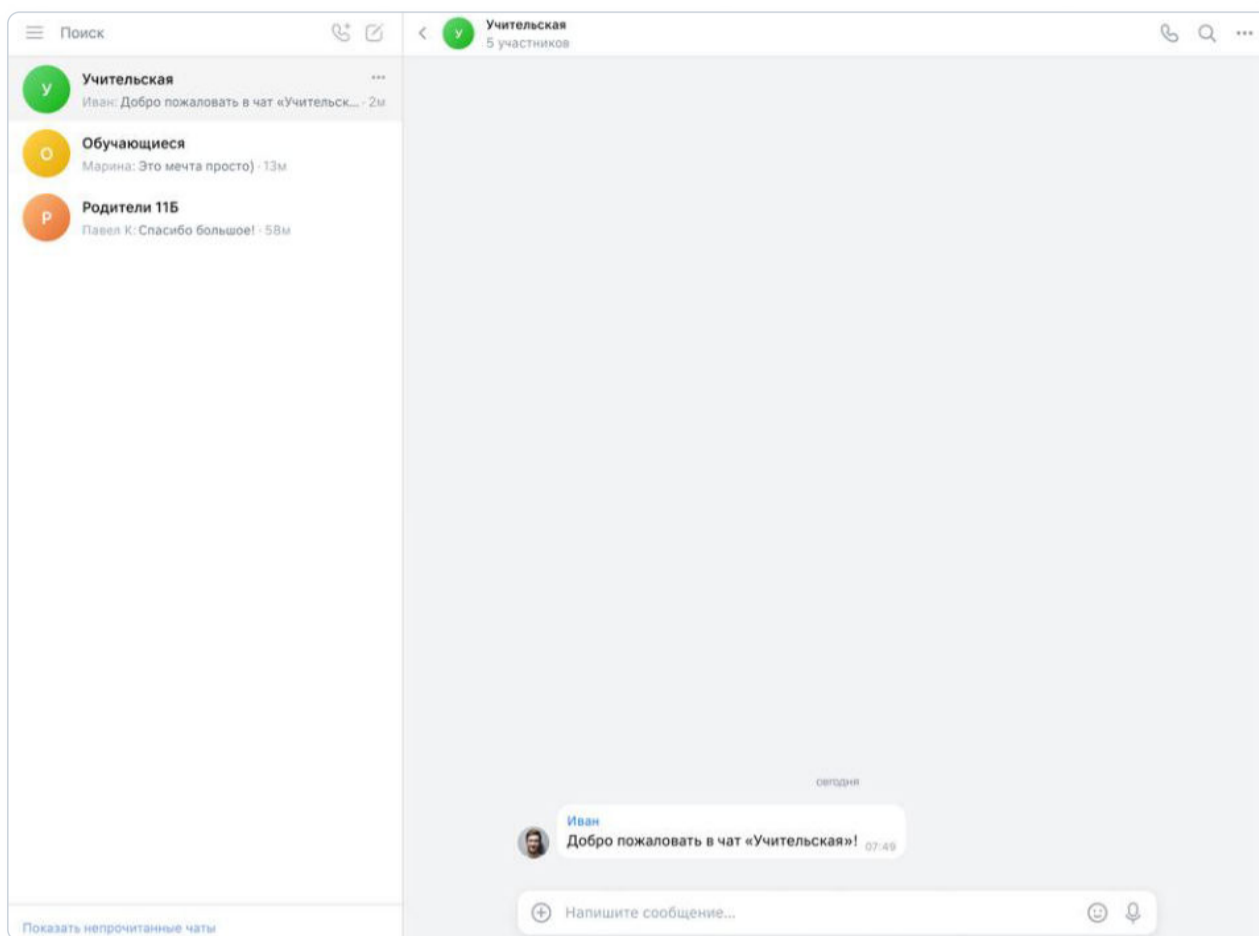 Поиск
У
Учительская
Иван: Добро пожаловать в чат «Учительск... · 2м
О
Обучающиеся
Марина: Это мечта просто) · 13м
Р
Родители 11Б
Павел К: Спасибо большое! · 58м
Показать непрочитанные чаты
У
Учительская
5 участников
сегодня
Иван
Добро пожаловать в чат «Учительская»! 07:49
Напишите сообщение...